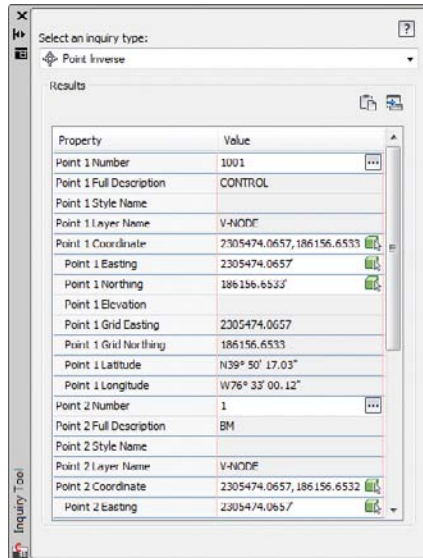 Select an inquiry type:
Point Inverse
Results
Property Value
Point 1 Number 1001
Point 1 Full Description CONTROL
Point 1 Style Name
Point 1 Layer Name V-NODE
Point 1 Coordinate 2305474.0657,186156.6533
Point 1 Easting 2305474.0657'
Point 1 Northing 186156.6533'
Point 1 Elevation
Point 1 Grid Easting 2305474.0657
Point 1 Grid Northing 186156.6533
Point 1 Latitude N39° 50' 17.03"
Point 1 Longitude W76° 33' 00.12"
Point 2 Number 1
Point 2 Full Description BM
Point 2 Style Name
Point 2 Layer Name V-NODE
Point 2 Coordinate 2305474.0657,186156.6532
Point 2 Easting 2305474.0657'
Inquiry Tool